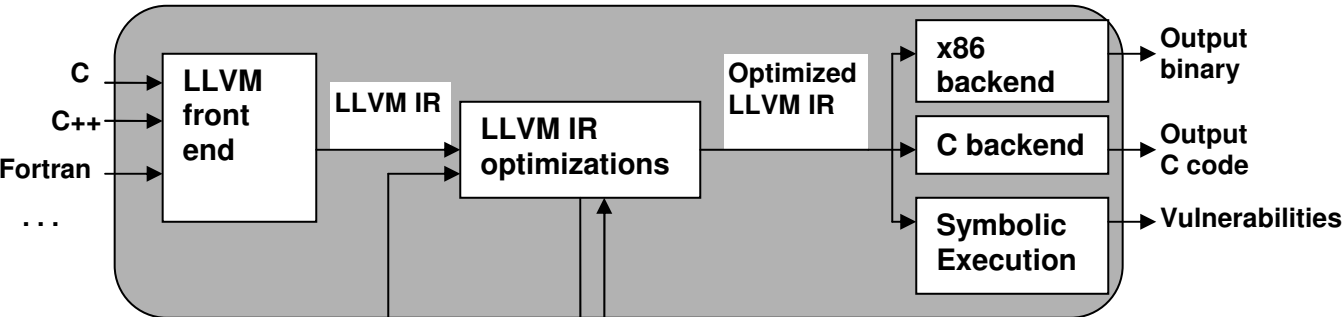 C
C++
Fortran
. . .
LLVM
front
end
LLVM IR
LLVM IR
optimizations
Optimized
LLVM IR
x86
backend
C backend
Symbolic
Execution
Output
binary
Output
C code
Vulnerabilities